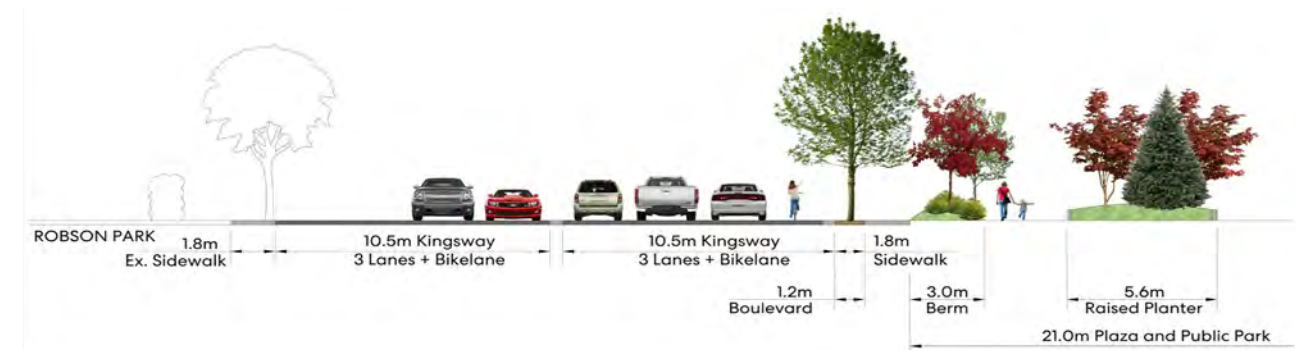 ROBSON PARK
1.8m
Ex. Sidewalk
10.5m Kingsway
3 Lanes + Bikelane
10.5m Kingsway
3 Lanes + Bikelane
1.8m
Sidewalk
1.2m
Boulevard
3.0m
Berm
5.6m
Raised Planter
21.0m Plaza and Public Park